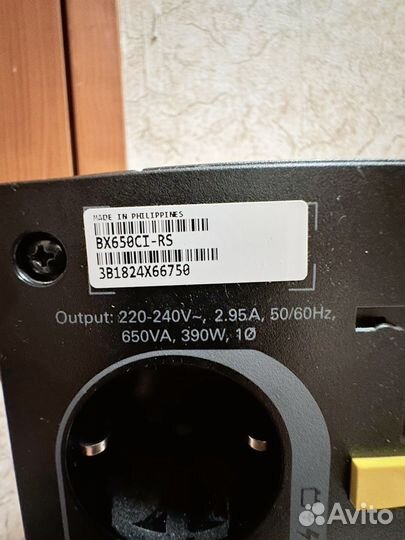 MADE IN PHILIPPINES
BX650CI-RS
3B1824X66750
Output: 220-240V~, 2.95A, 50/60Hz,
650VA, 390W, 1Ø
Avito